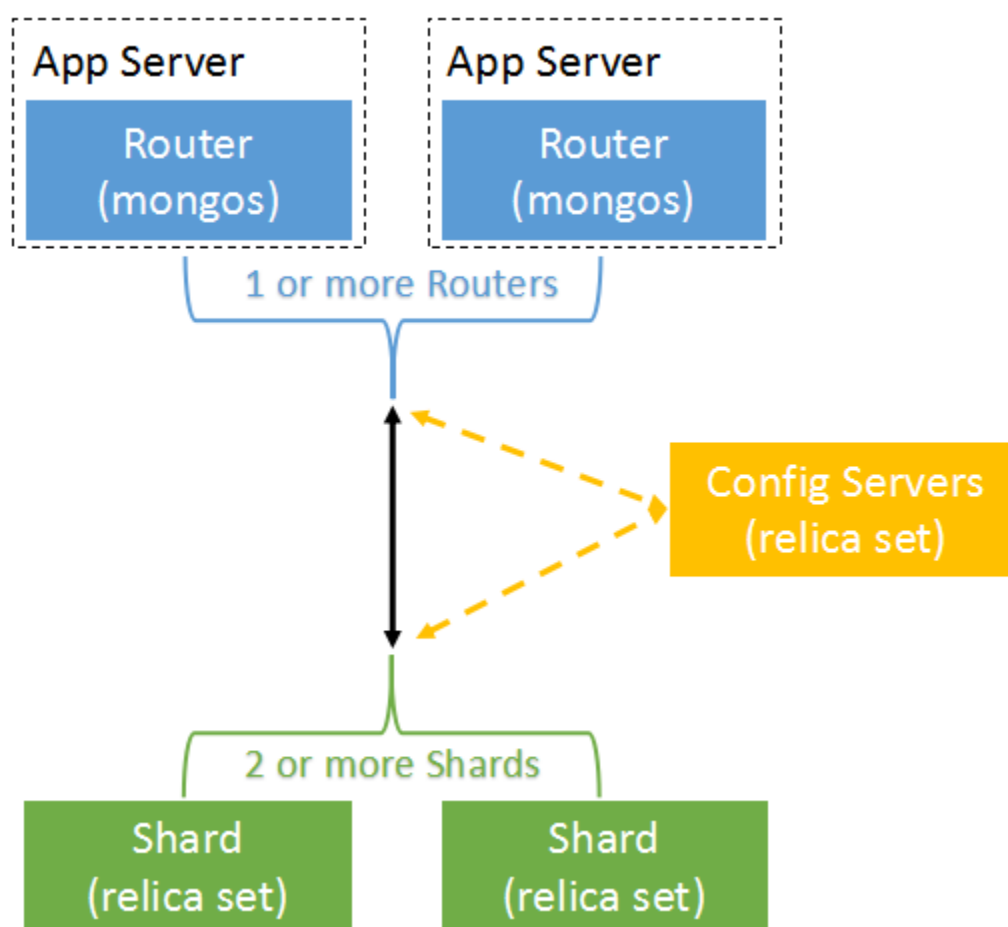 App Server
Router
(mongos)
App Server
Router
(mongos)
1 or more Routers
Config Servers
(relica set)
2 or more Shards
Shard
(relica set)
Shard
(relica set)